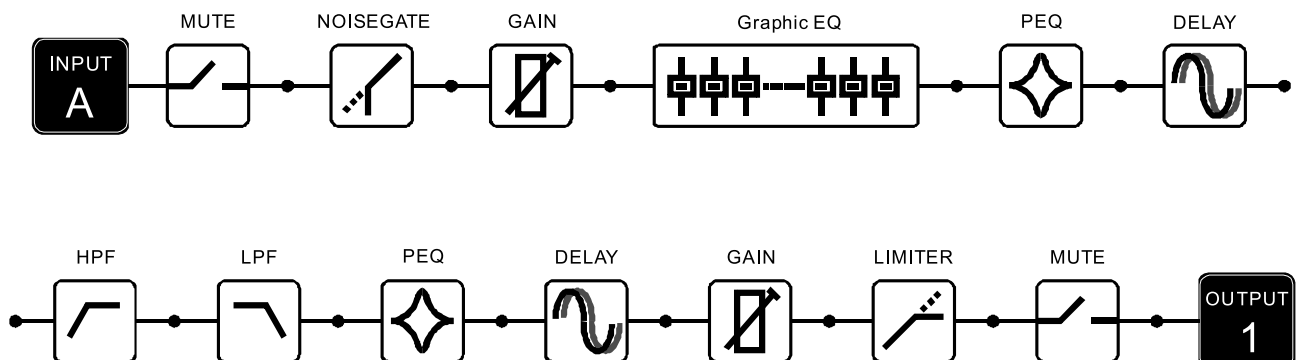 MUTE NOISEGATE GAIN Graphic EQ PEQ DELAY
INPUT
A
HPF LPF PEQ DELAY GAIN LIMITER MUTE
OUTPUT
1